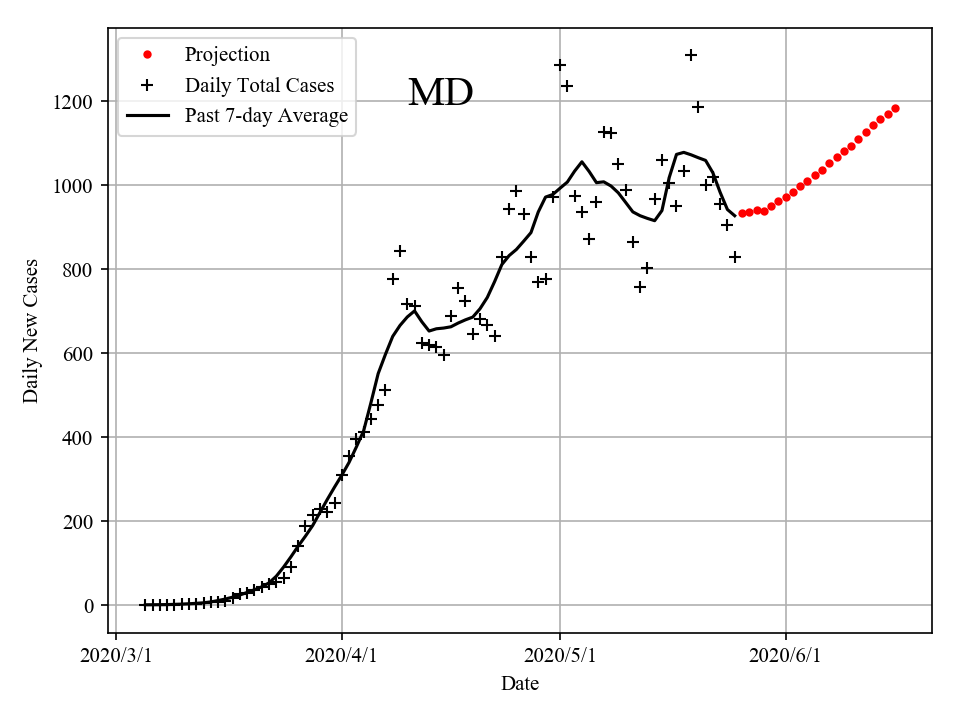 Projection
Daily Total Cases
Past 7-day Average
MD
1200
1000
800
600
400
200
0
Daily New Cases
2020/3/1 2020/4/1 2020/5/1 2020/6/1
Date